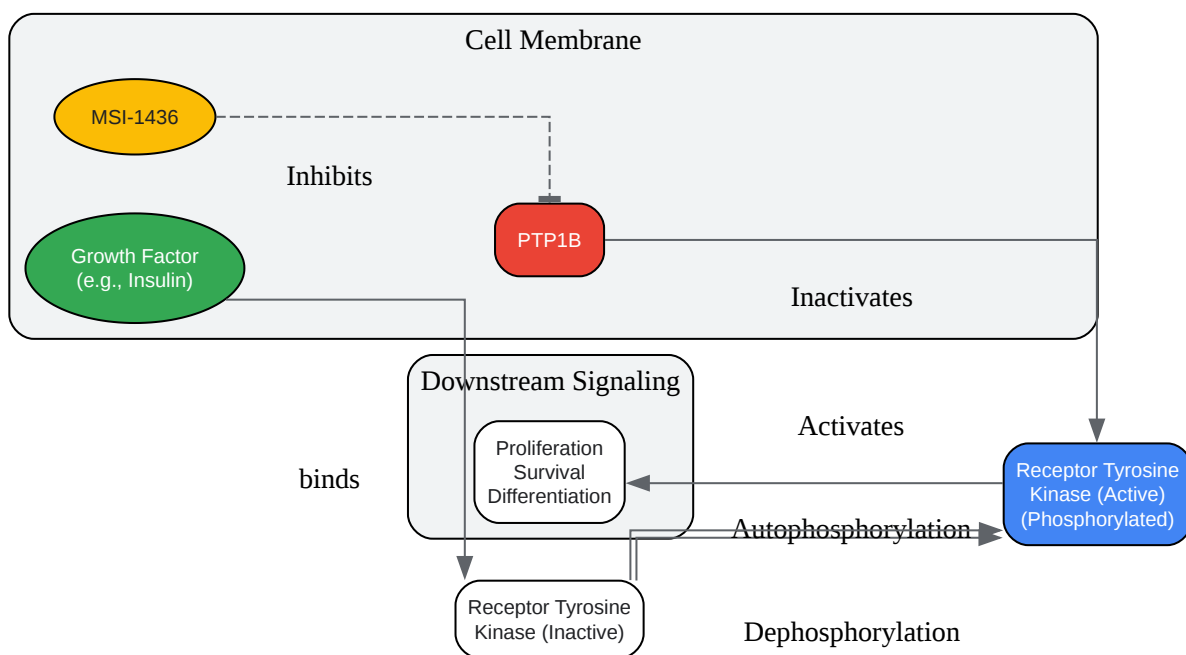 Cell Membrane
MSI-1436
Inhibits
PTP1B
Growth Factor
(e.g., Insulin)
Inactivates
Downstream Signaling
Activates
Proliferation
Survival
Differentiation
binds
Receptor Tyrosine
Kinase (Active)
(Phosphorylated)
Autophosphorylation
Receptor Tyrosine
Kinase (Inactive)
Dephosphorylation